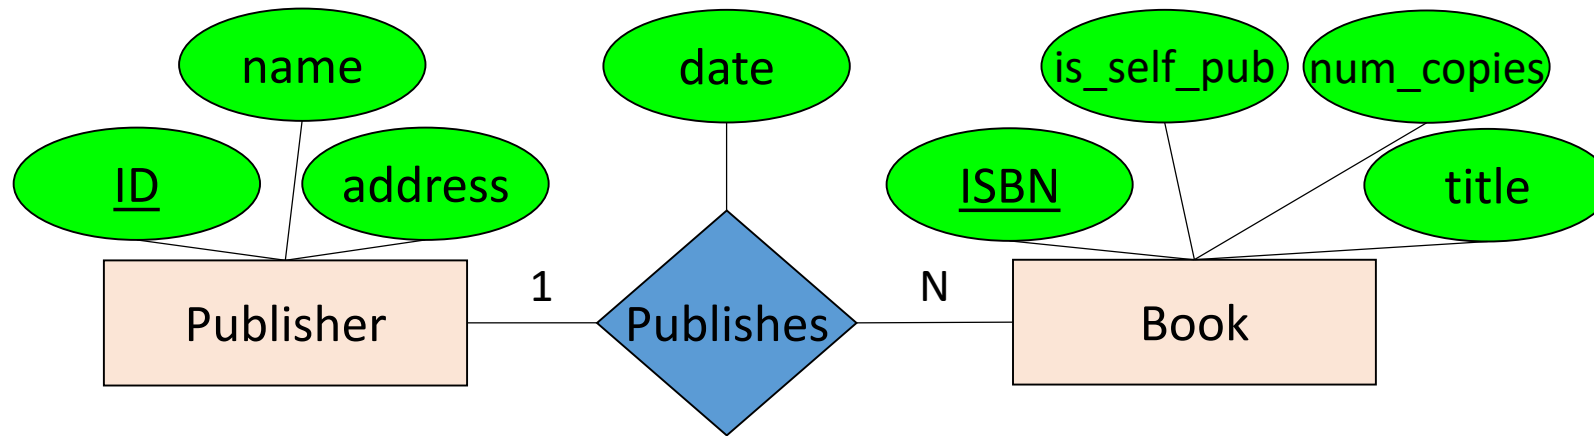 name
date
is_self_pub
num_copies
ID
address
ISBN
title
1
N
Publisher
Publishes
Book